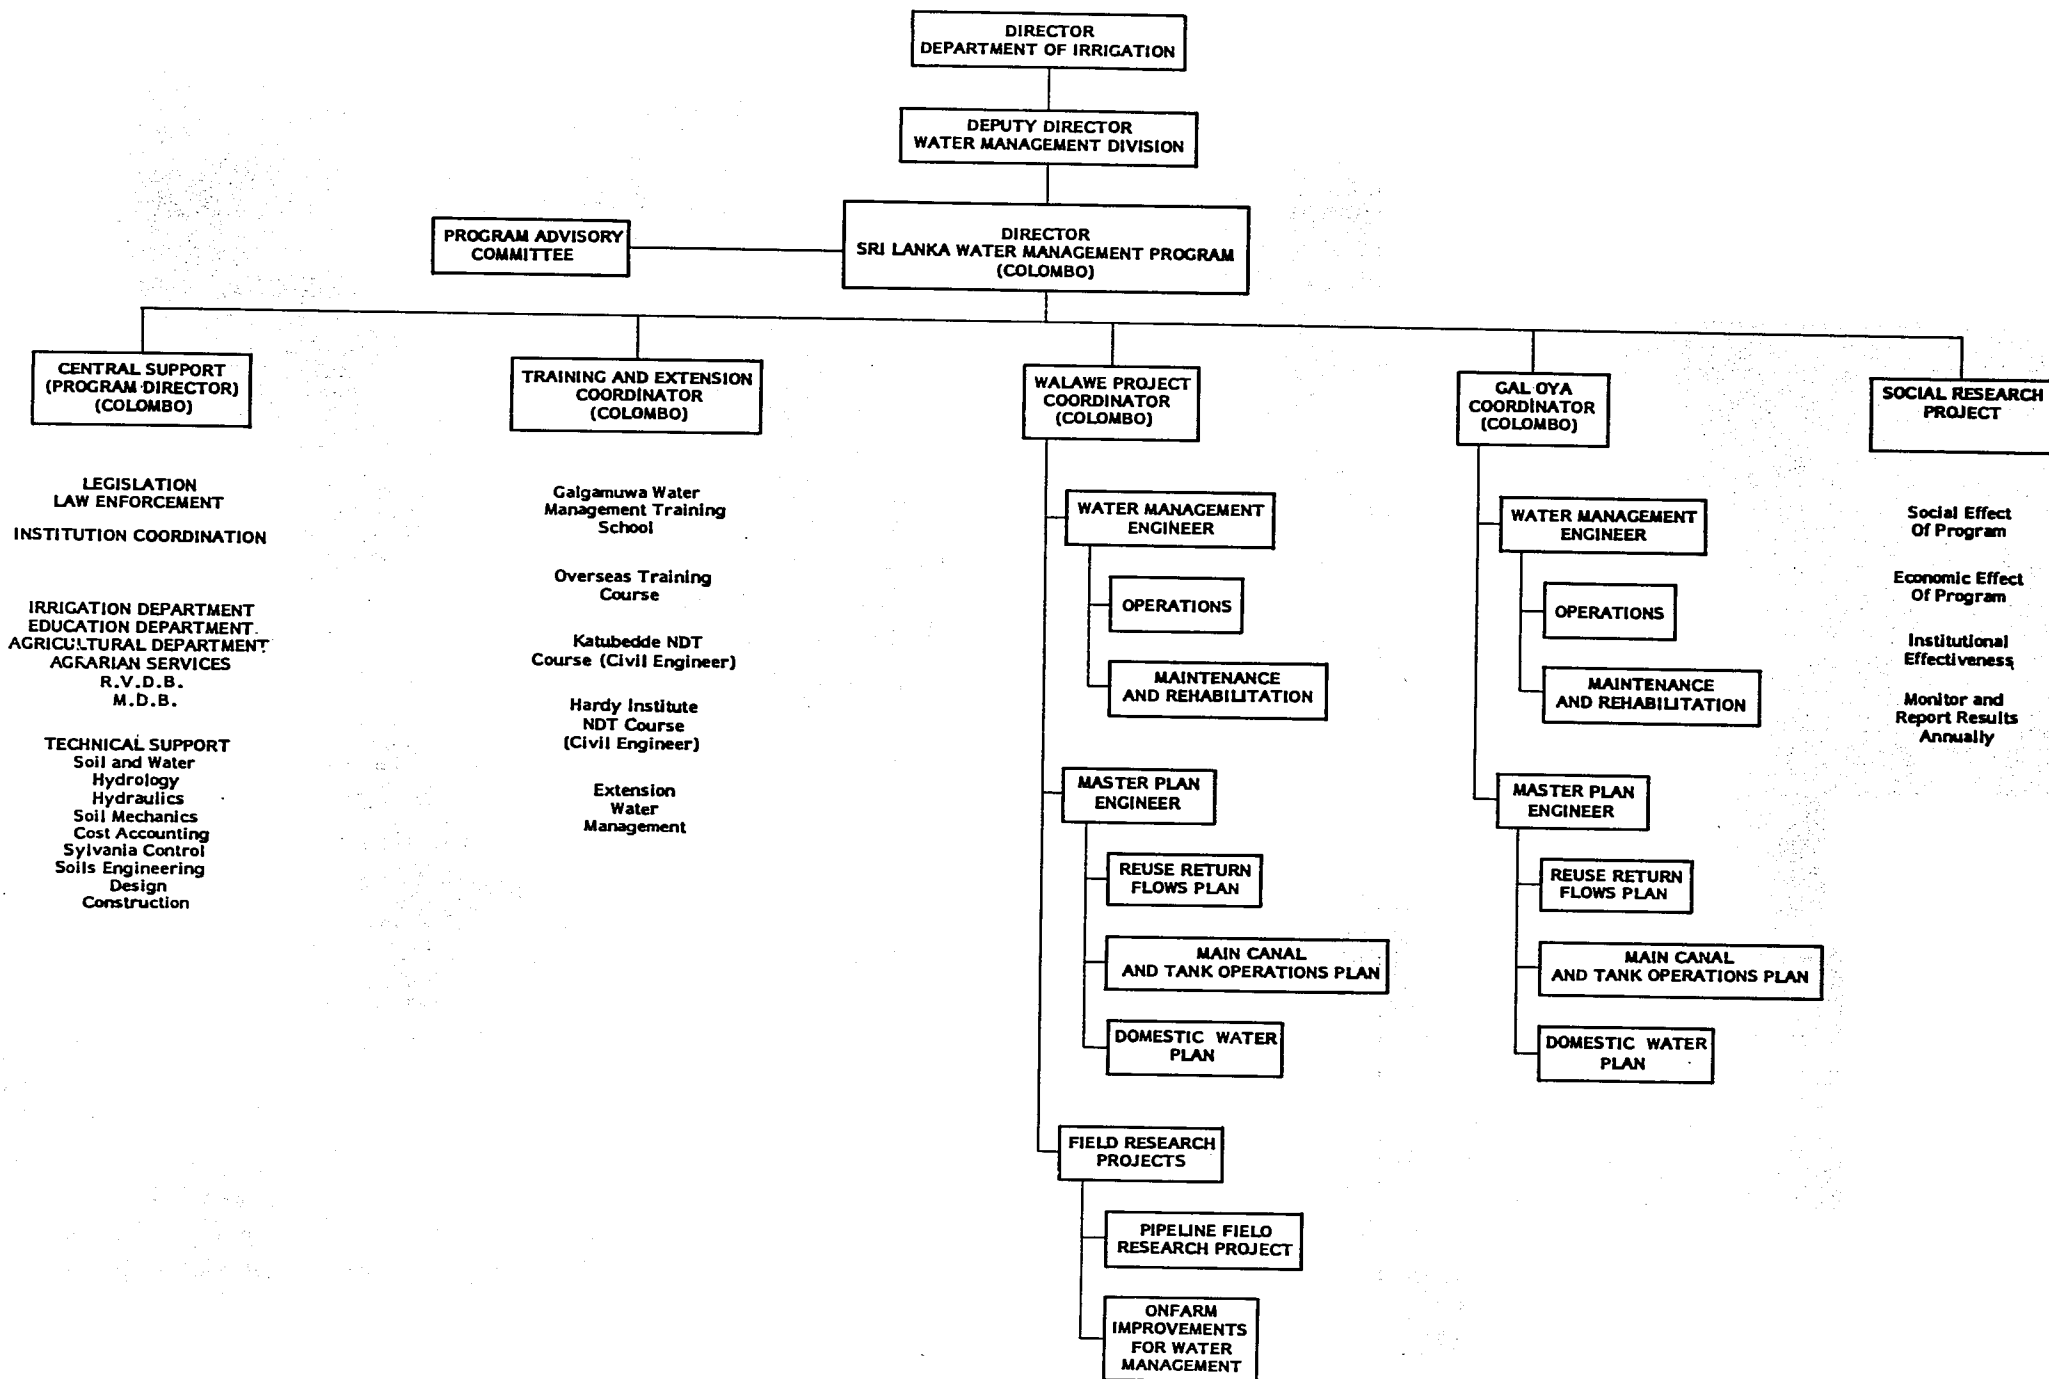 DIRECTOR
DEPARTMENT OF IRRIGATION
DEPUTY DIRECTOR
WATER MANAGEMENT DIVISION
PROGRAM ADVISORY
COMMITTEE
DIRECTOR
SRI LANKA WATER MANAGEMENT PROGRAM
(COLOMBO)
CENTRAL SUPPORT
(PROGRAM DIRECTOR)
(COLOMBO)
LEGISLATION
LAW ENFORCEMENT
INSTITUTION COORDINATION
IRRIGATION DEPARTMENT
EDUCATION DEPARTMENT
AGRICULTURAL DEPARTMENT
AGRARIAN SERVICES
R.V.D.B.
M.D.B.
TECHNICAL SUPPORT
Soil and Water
Hydrology
Hydraulics
Soil Mechanics
Cost Accounting
Sylvania Control
Soils Engineering
Design
Construction
TRAINING AND EXTENSION
COORDINATOR
(COLOMBO)
Galgamuwa Water
Management Training
School
Overseas Training
Course
Katubedde NDT
Course (Civil Engineer)
Hardy Institute
NDT Course
(Civil Engineer)
Extension
Water
Management
WALAWE PROJECT
COORDINATOR
(COLOMBO)
WATER MANAGEMENT
ENGINEER
OPERATIONS
MAINTENANCE
AND REHABILITATION
MASTER PLAN
ENGINEER
REUSE RETURN
FLOWS PLAN
MAIN CANAL
AND TANK OPERATIONS PLAN
DOMESTIC WATER
PLAN
FIELD RESEARCH
PROJECTS
PIPELINE FIELD
RESEARCH PROJECT
ONFARM
IMPROVEMENTS
FOR WATER
MANAGEMENT
GAL OYA
COORDINATOR
(COLOMBO)
WATER MANAGEMENT
ENGINEER
OPERATIONS
MAINTENANCE
AND REHABILITATION
MASTER PLAN
ENGINEER
REUSE RETURN
FLOWS PLAN
MAIN CANAL
AND TANK OPERATIONS PLAN
DOMESTIC WATER
PLAN
SOCIAL RESEARCH
PROJECT
Social Effect
Of Program
Economic Effect
Of Program
Institutional
Effectiveness
Monitor and
Report Results
Annually